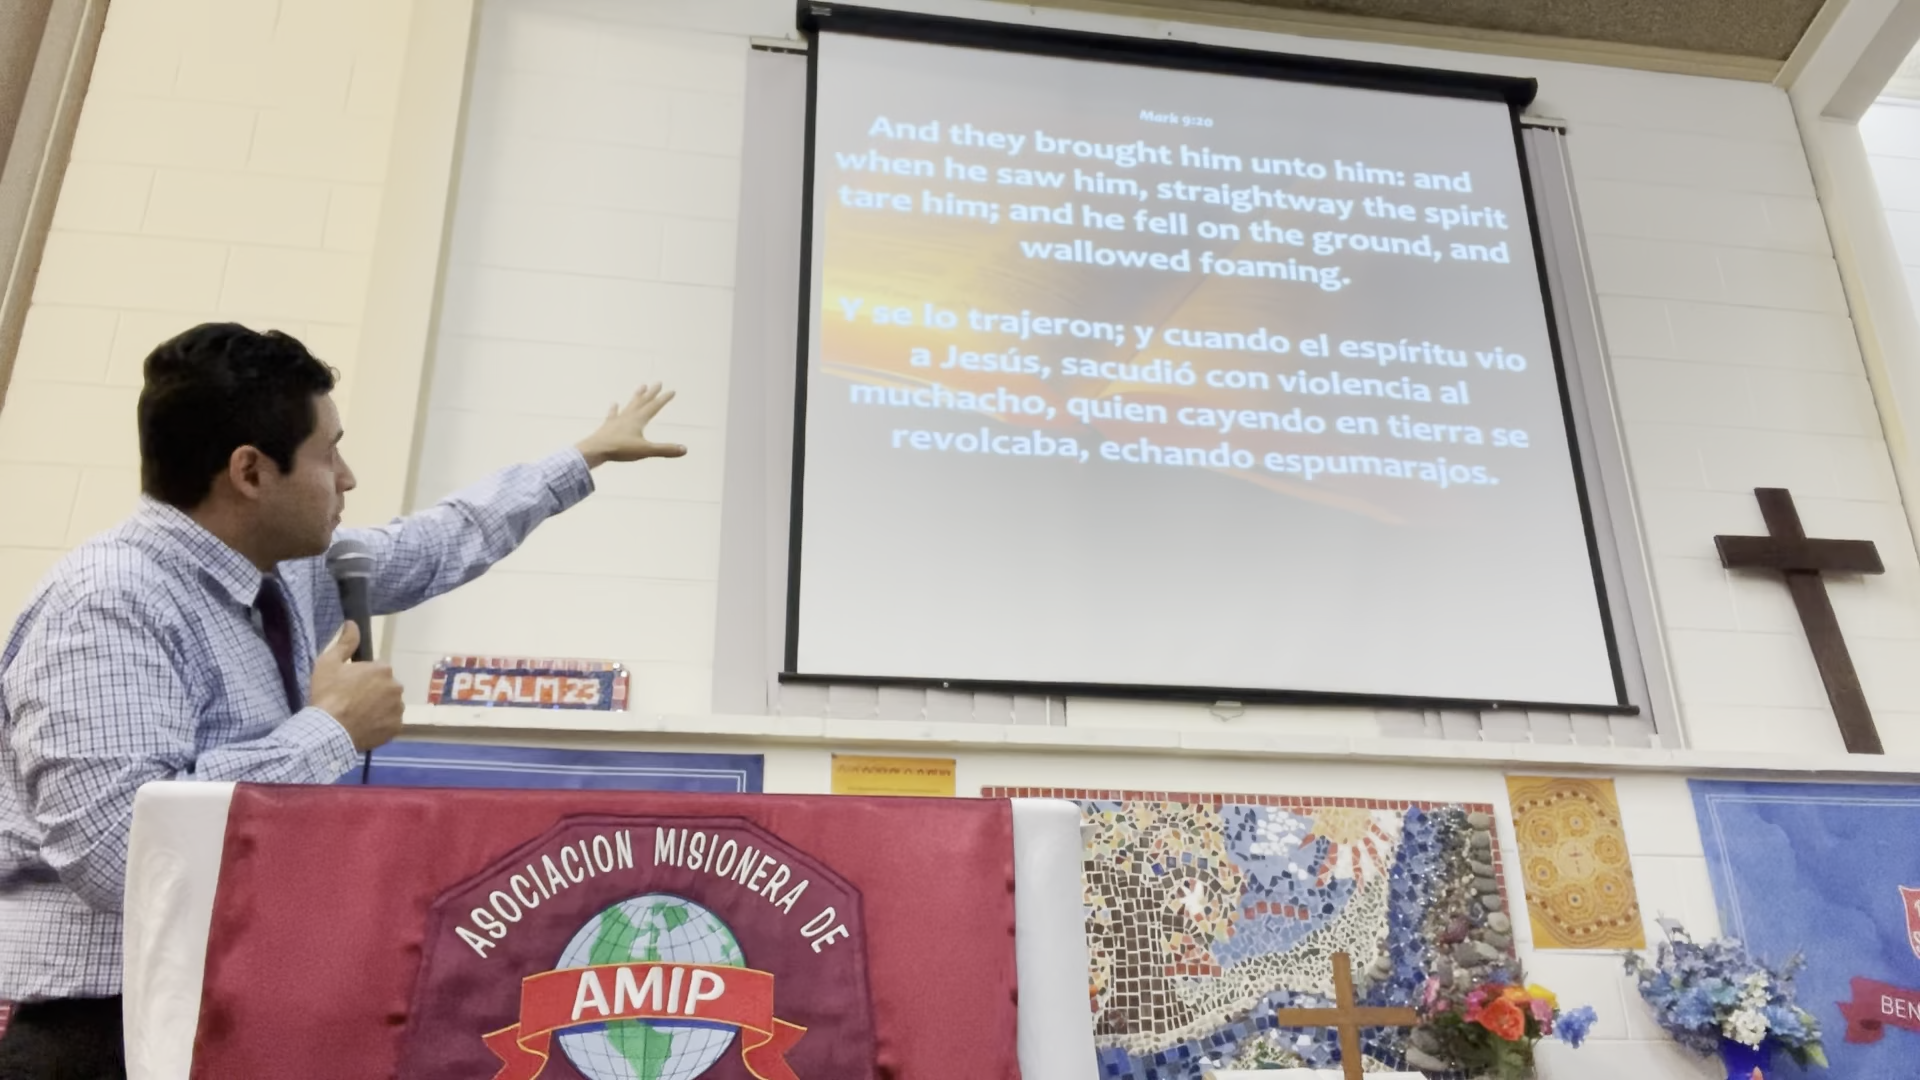 Mark 9:20
And they brought him unto him: and
when he saw him, straightway the spirit
tare him; and he fell on the ground, and
wallowed foaming.
Y se lo trajeron; y cuando el espíritu vio
a Jesús, sacudió con violencia al
muchacho, quien cayendo en tierra se
revolcaba, echando espumarajos.
PSALM 23
ASOCIACION MISIONERA DE
AMIP
BEN